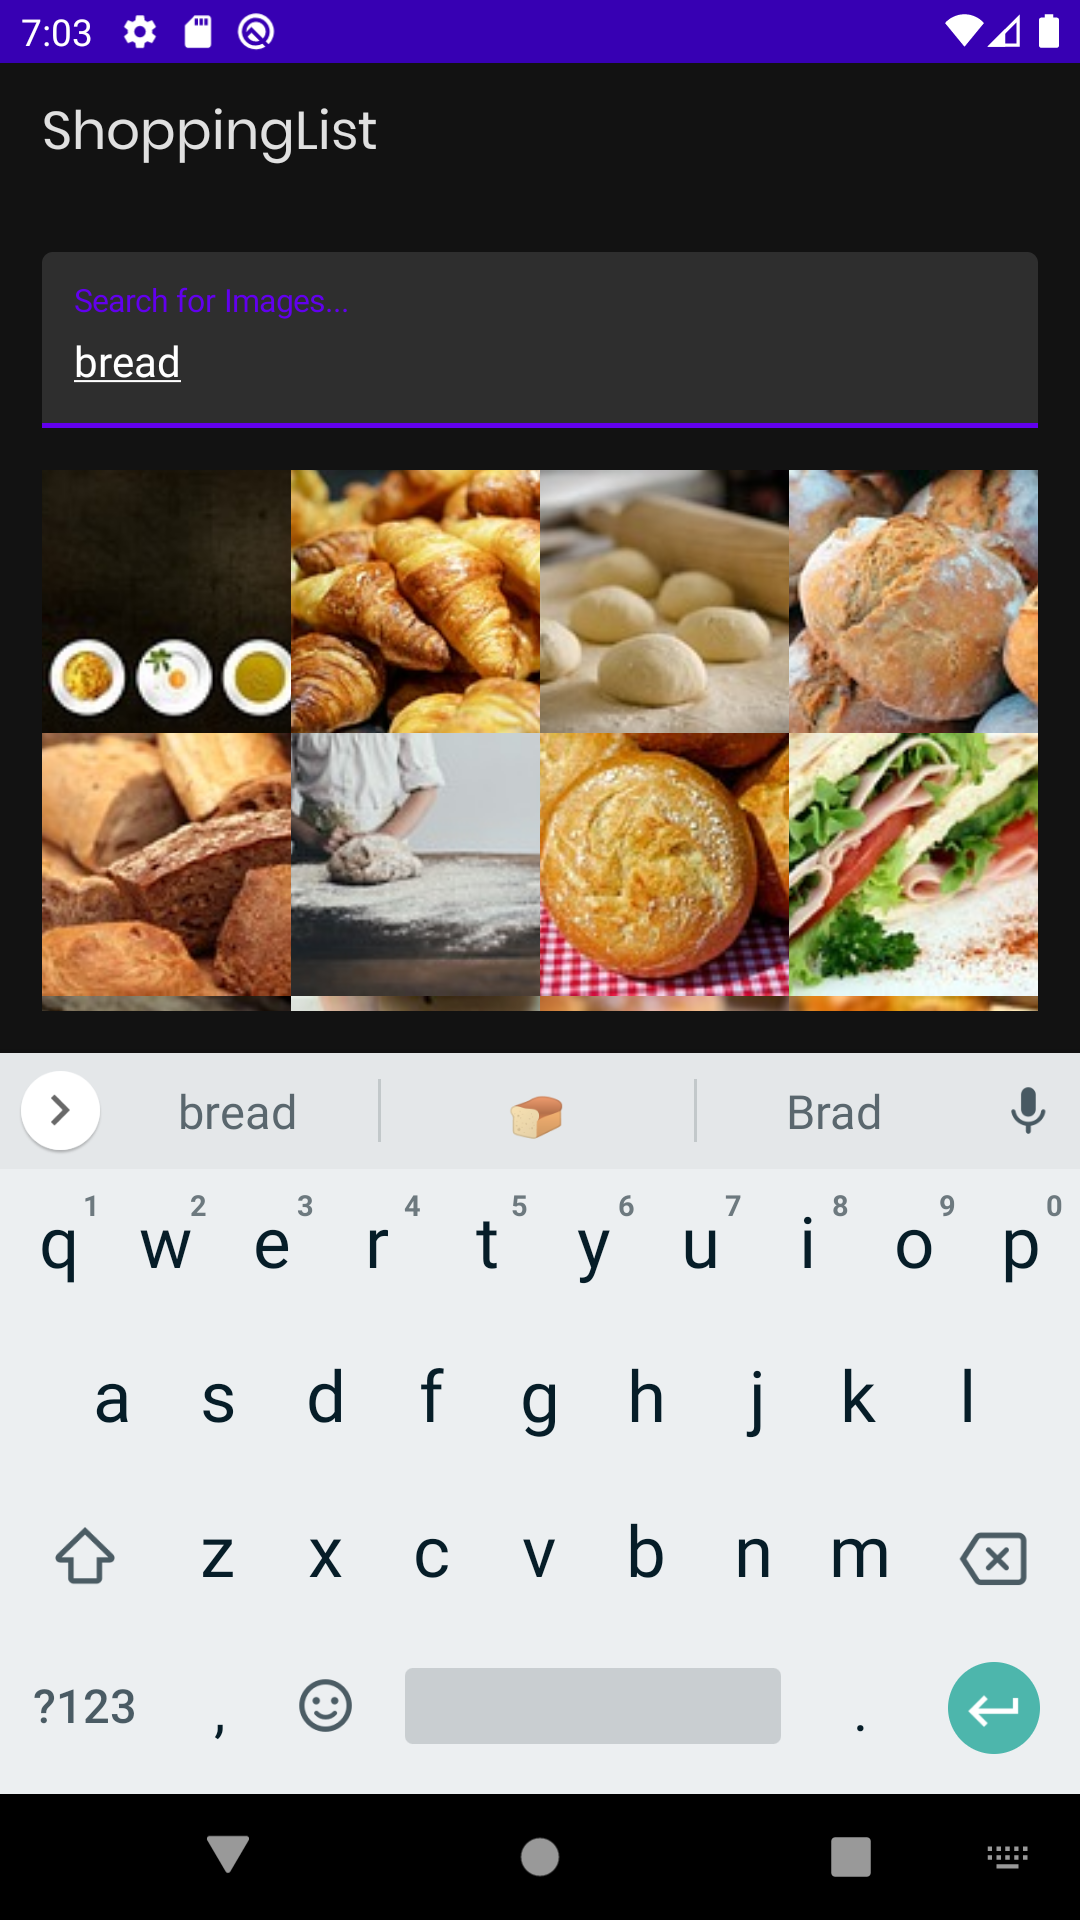 7:03
ShoppingList
Search for Images...
bread
bread Brad
1 2 3 4 5 6 7 8 9 0
q w e r t y u i o p
a s d f g h j k l
z x c v b n m
?123 , .